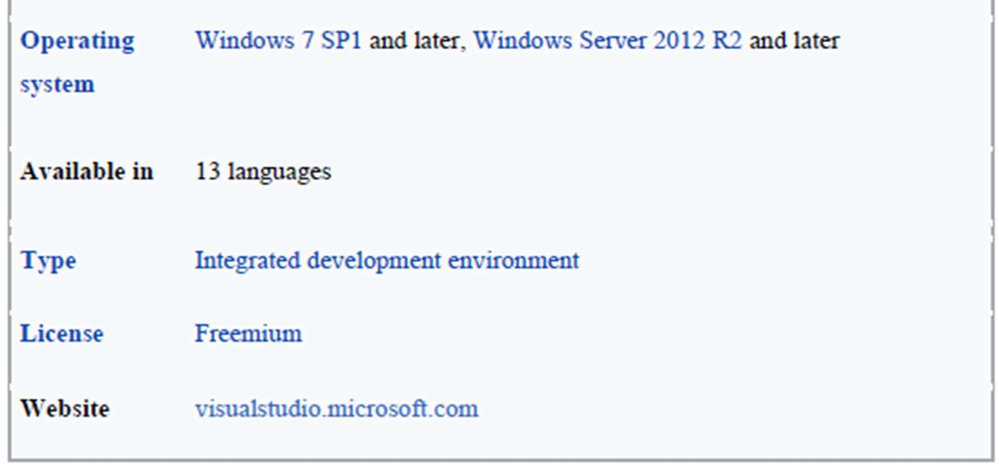 Operating Windows 7 SP1 and later, Windows Server 2012 R2 and later
system
Available in 13 languages
Type Integrated development environment
License Freemium
Website visualstudio.microsoft.com